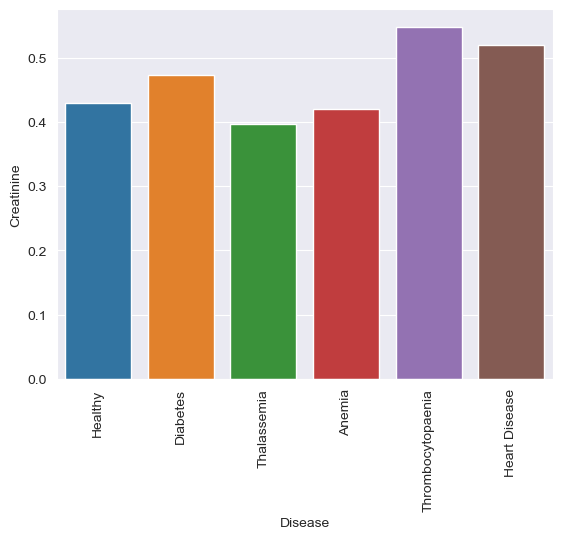 0.5
0.4
0.3
0.2
0.1
0.0
Creatinine
Healthy
Diabetes
Thalassemia
Anemia
Thrombocytopaenia
Heart Disease
Disease